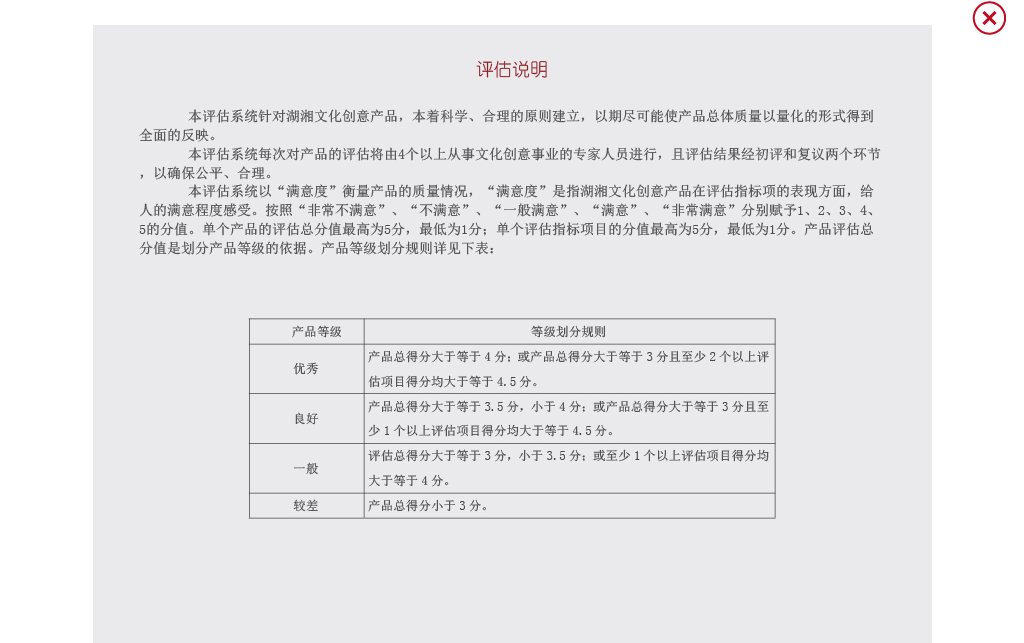 评估说明
本评估系统针对湖湘文化创意产品，本着科学、合理的原则建立，以期尽可能使产品总体质量以量化的形式得到
全面的反映。
本评估系统每次对产品的评估将由4个以上从事文化创意事业的专家人员进行，且评估结果经初评和复议两个环节
，以确保公平、合理。
本评估系统以“满意度”衡量产品的质量情况，“满意度”是指湖湘文化创意产品在评估指标项的表现方面，给
人的满意程度感受。按照“非常不满意”、“不满意”、“一般满意”、“满意”、“非常满意”分别赋予1、2、3、4、
5的分值。单个产品的评估总分值最高为5分，最低为1分；单个评估指标项目的分值最高为5分，最低为1分。产品评估总
分值是划分产品等级的依据。产品等级划分规则详见下表：
产品等级 等级划分规则
优秀
产品总得分大于等于 4 分；或产品总得分大于等于 3 分且至少 2 个以上评
估项目得分均大于等于 4.5 分。
良好
产品总得分大于等于 3.5 分，小于 4 分；或产品总得分大于等于 3 分且至
少 1 个以上评估项目得分均大于等于 4.5 分。
一般
评估总得分大于等于 3 分，小于 3.5 分；或至少 1 个以上评估项目得分均
大于等于 4 分。
较差 产品总得分小于 3 分。